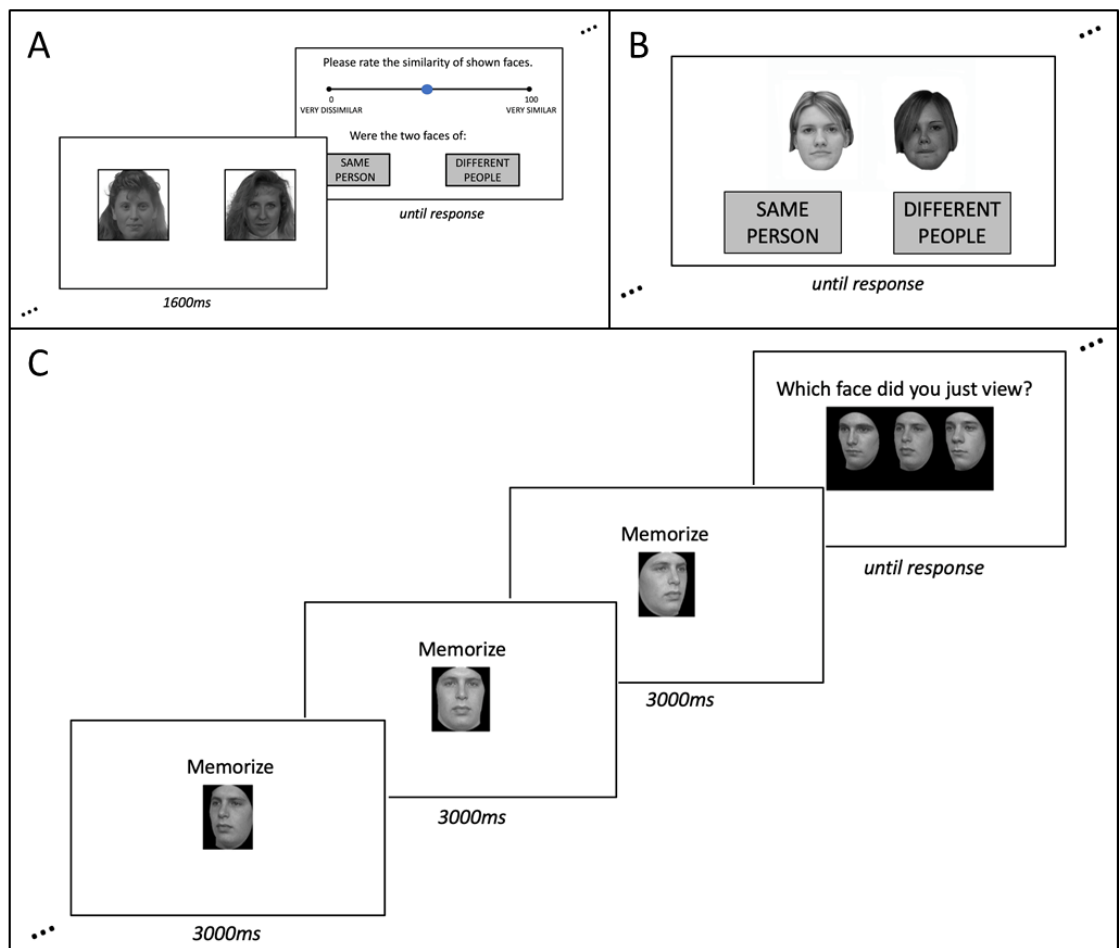 A
Please rate the similarity of shown faces.
0 100
VERY DISSIMILAR VERY SIMILAR
Were the two faces of:
SAME
PERSON
DIFFERENT
PEOPLE
until response
1600ms
B
SAME
PERSON
DIFFERENT
PEOPLE
until response
C
Which face did you just view?
until response
Memorize
3000ms
Memorize
3000ms
Memorize
3000ms